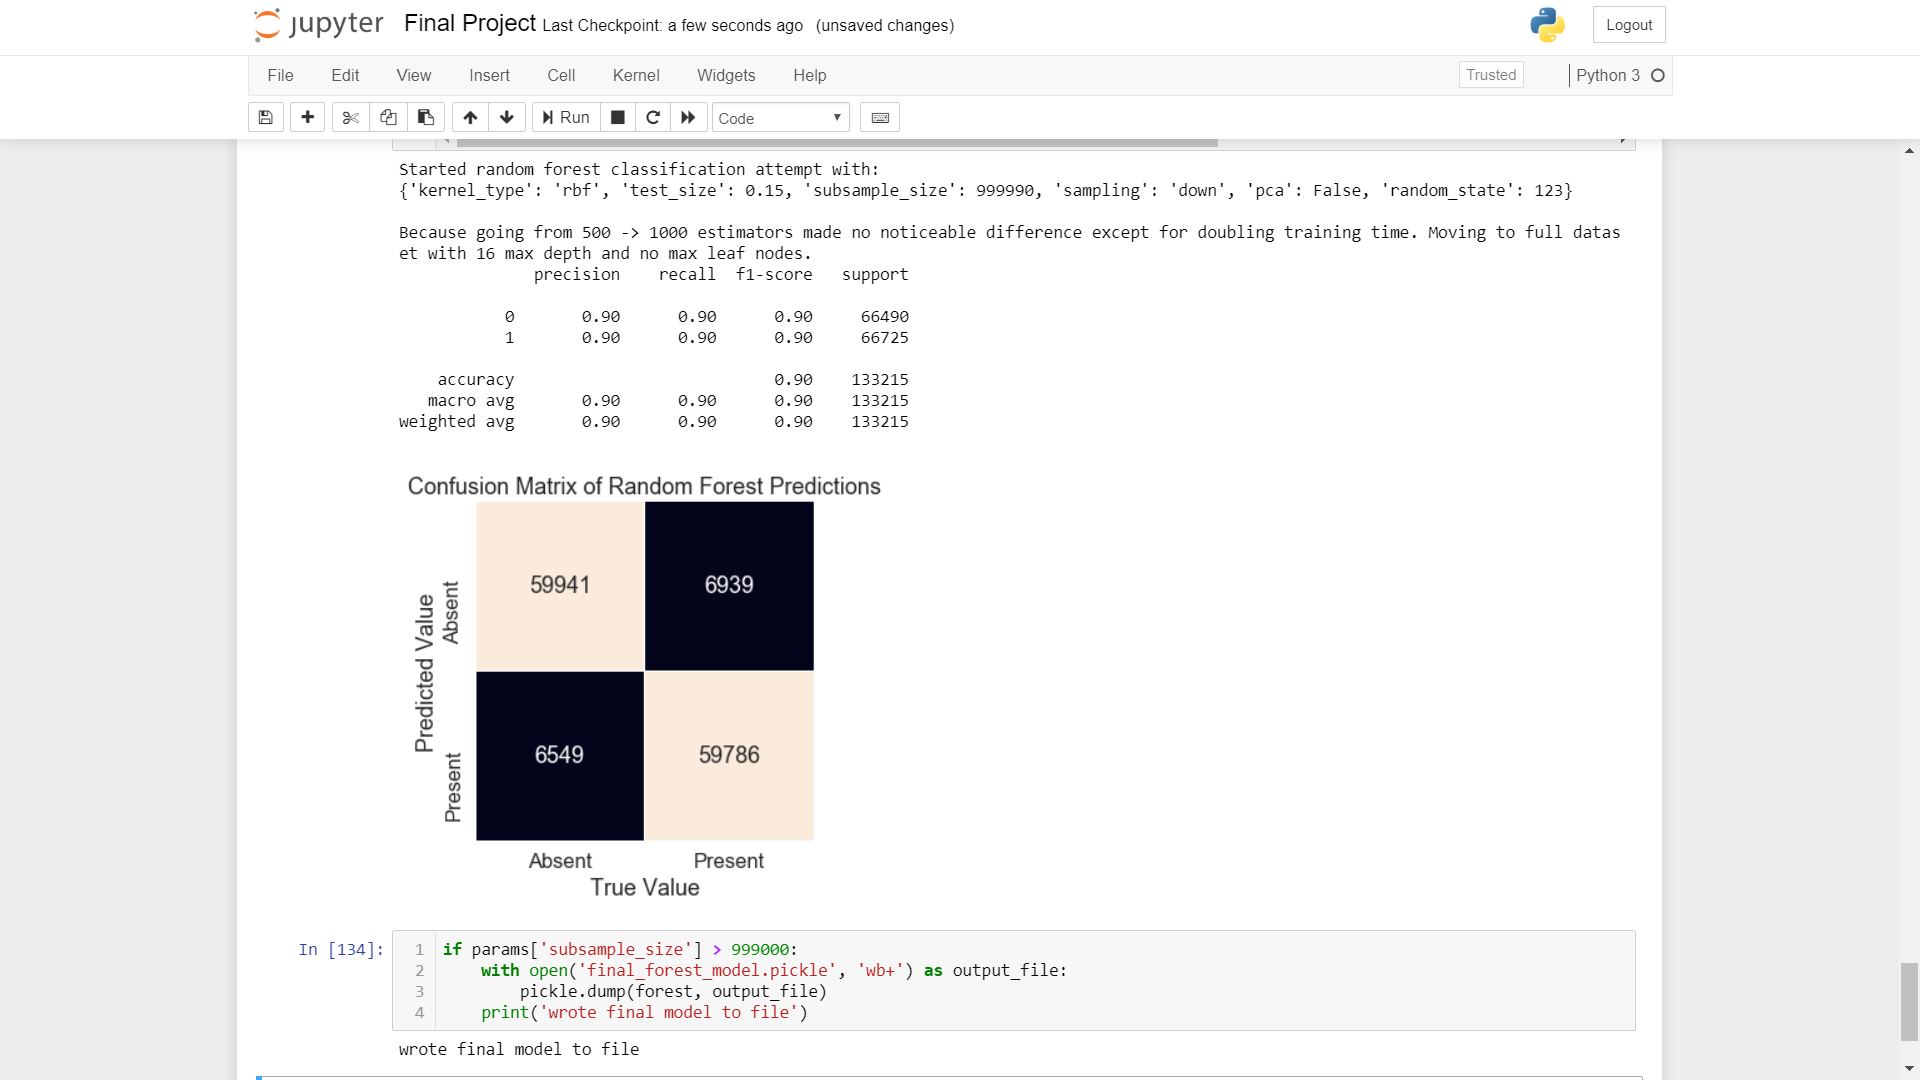 jupyter Final Project Last Checkpoint: a few seconds ago (unsaved changes) Logout
File Edit View Insert Cell Kernel Widgets Help Trusted Python 3
Run Code
Started random forest classification attempt with:
{'kernel_type': 'rbf', 'test_size': 0.15, 'subsample_size': 999990, 'sampling': 'down', 'pca': False, 'random_state': 123}
Because going from 500 -> 1000 estimators made no noticeable difference except for doubling training time. Moving to full datas
et with 16 max depth and no max leaf nodes.
precision recall f1-score support
0 0.90 0.90 0.90 66490
1 0.90 0.90 0.90 66725
accuracy 0.90 133215
macro avg 0.90 0.90 0.90 133215
weighted avg 0.90 0.90 0.90 133215
Confusion Matrix of Random Forest Predictions
Predicted Value
Absent
59941 6939
Present
6549 59786
Absent Present
True Value
In [134]:
1 if params['subsample_size'] > 999000:
2 with open('final_forest_model.pickle', 'wb+') as output_file:
3 pickle.dump(forest, output_file)
4 print('wrote final model to file')
wrote final model to file